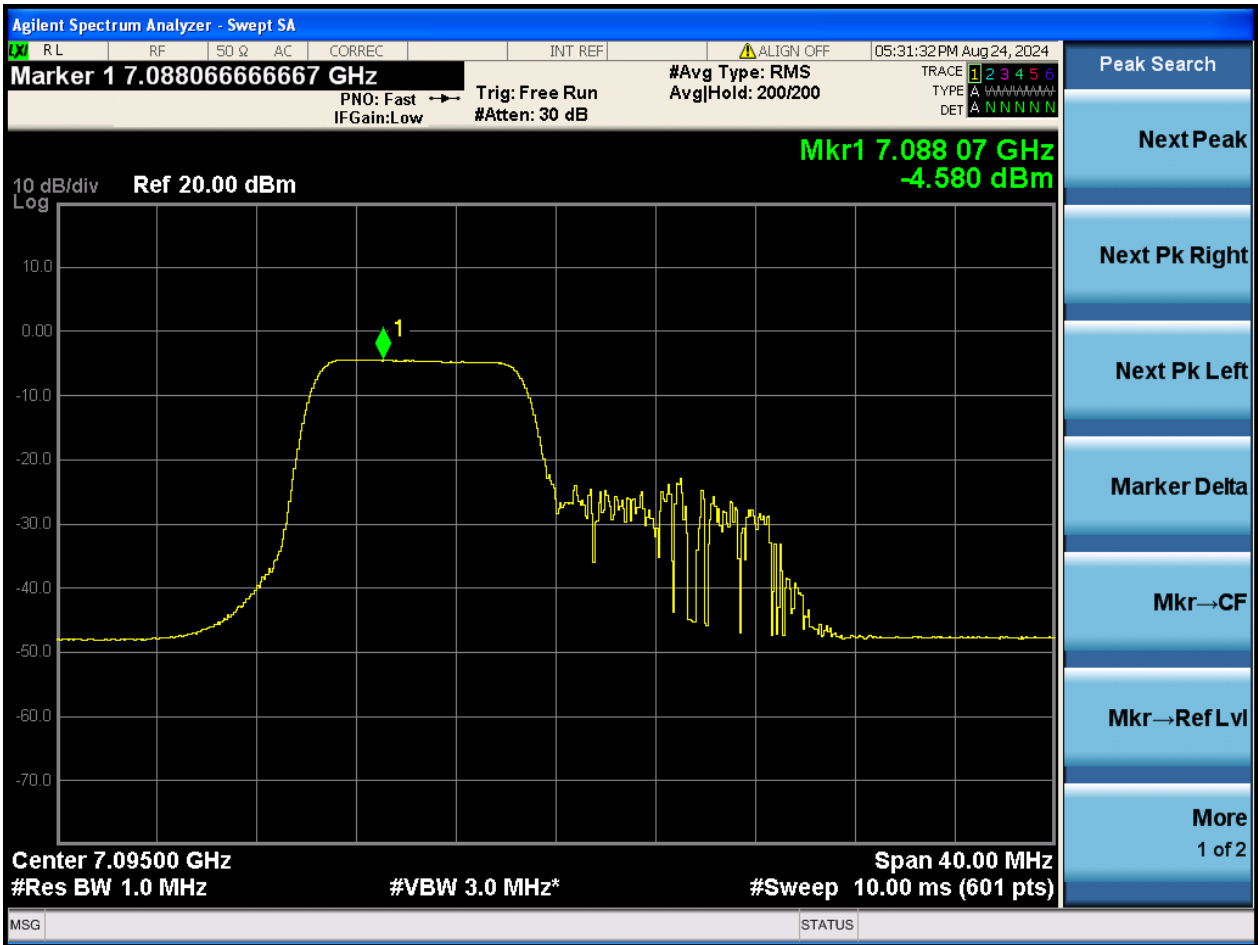 Agilent Spectrum Analyzer - Swept SA
LXI RL RF 50 Ω AC CORREC INT REF ALIGN OFF 05:31:32 PM Aug 24, 2024
Marker 1 7.088066666667 GHz
PNO: Fast
IFGain:Low
Trig: Free Run
#Atten: 30 dB
#Avg Type: RMS
Avg|Hold: 200/200
TRACE 1 2 3 4 5 6
TYPE A WWWWW
DET A N N N N N
Mkr1 7.088 07 GHz
-4.580 dBm
10 dB/div Ref 20.00 dBm
Log
10.0
0.00
-10.0
-20.0
-30.0
-40.0
-50.0
-60.0
-70.0
1
Center 7.09500 GHz Span 40.00 MHz
#Res BW 1.0 MHz #VBW 3.0 MHz* #Sweep 10.00 ms (601 pts)
MSG STATUS
Peak Search
Next Peak
Next Pk Right
Next Pk Left
Marker Delta
Mkr→CF
Mkr→Ref Lvl
More
1 of 2